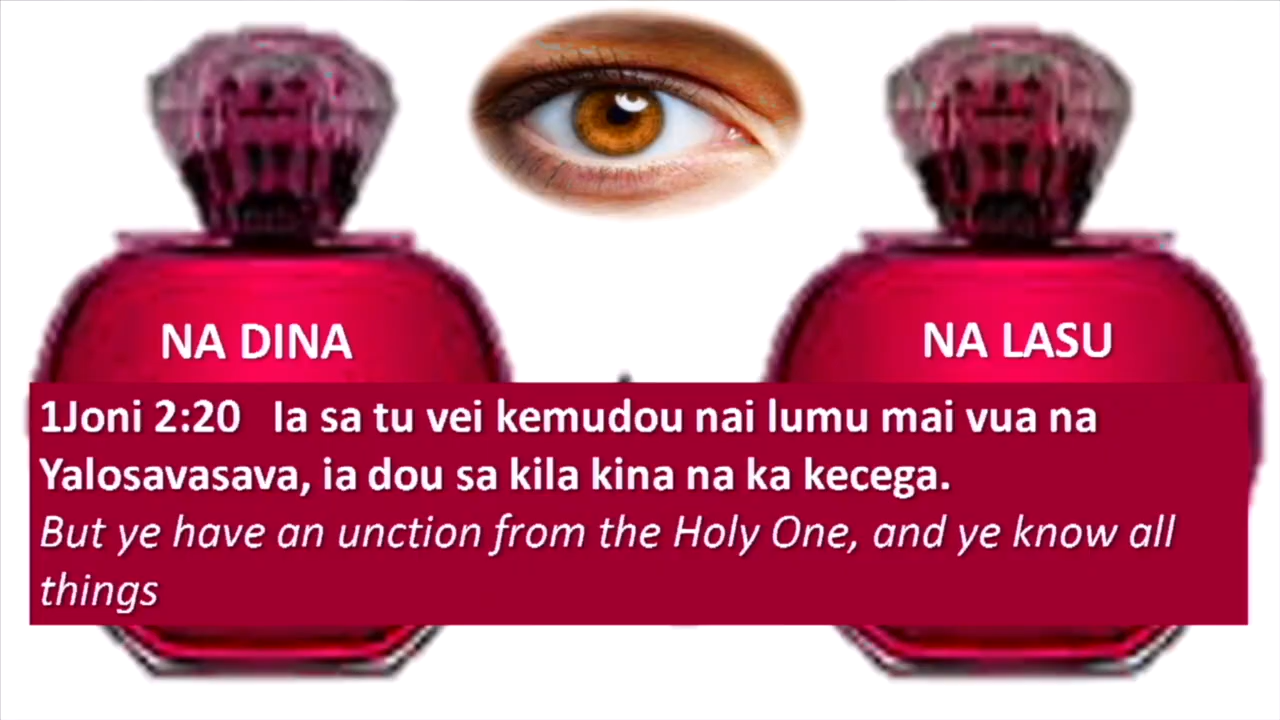 NA DINA
NA LASU
1Joni 2:20 Ia sa tu vei kemudou nai lumu mai vua na
Yalosavasava, ia dou sa kila kina na ka kecega.
But ye have an unction from the Holy One, and ye know all
things